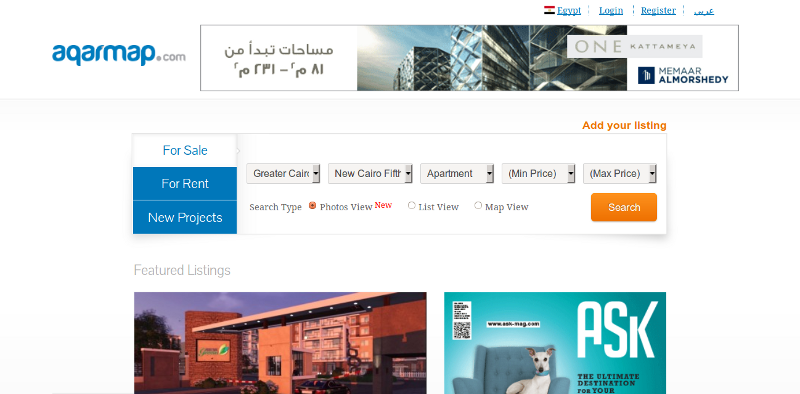 Egypt
Login
Register
عربى
aqarmap.com
مساحات تبدأ من
٨١ م٢ – ٢٣١ م٢
ONE KATTAMEYA
MEMAAR
ALMORSHEDY
Add your listing
For Sale
For Rent
New Projects
Greater Cairo
New Cairo Fifth
Apartment
(Min Price)
(Max Price)
Search Type
Photos View New
List View
Map View
Search
Featured Listings
www.ask-mag.com
ASK
THE ULTIMATE
DESTINATION
for YOUR